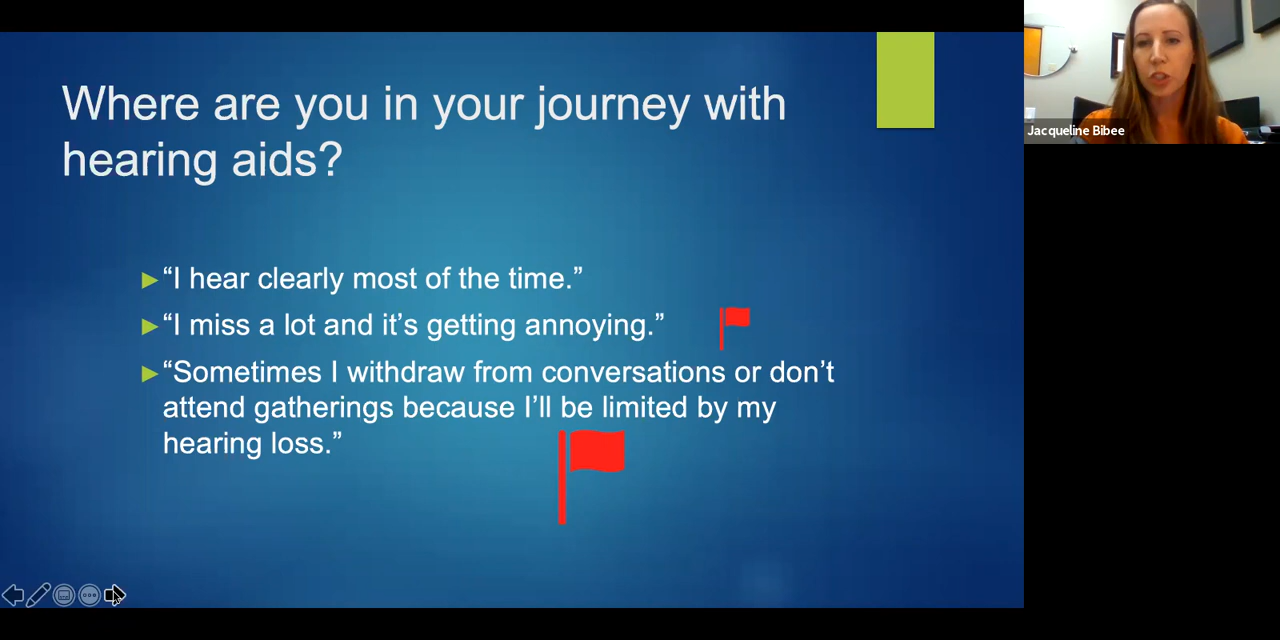 Where are you in your journey with
hearing aids?
“I hear clearly most of the time.”
“I miss a lot and it’s getting annoying.”
“Sometimes I withdraw from conversations or don’t
attend gatherings because I’ll be limited by my
hearing loss.”
Jacqueline Bibee